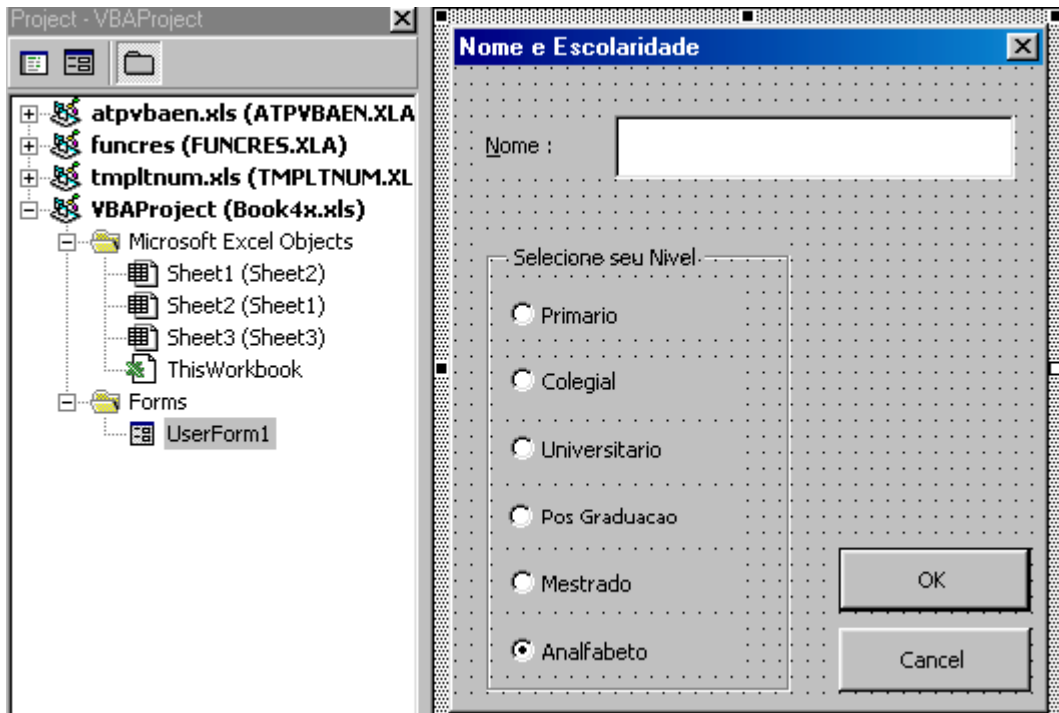 Project - VBAProject
atpvbaen.xls (ATPVBAEN.XLA
funcres (FUNCRES.XLA)
tmpltnum.xls (TMPLTNUM.XL
VBAProject (Book4x.xls)
Microsoft Excel Objects
Sheet1 (Sheet2)
Sheet2 (Sheet1)
Sheet3 (Sheet3)
ThisWorkbook
Forms
UserForm1
Nome e Escolaridade
Nome :
Selecione seu Nivel
Primario
Colegial
Universitario
Pos Graduacao
Mestrado
Analfabeto
OK
Cancel